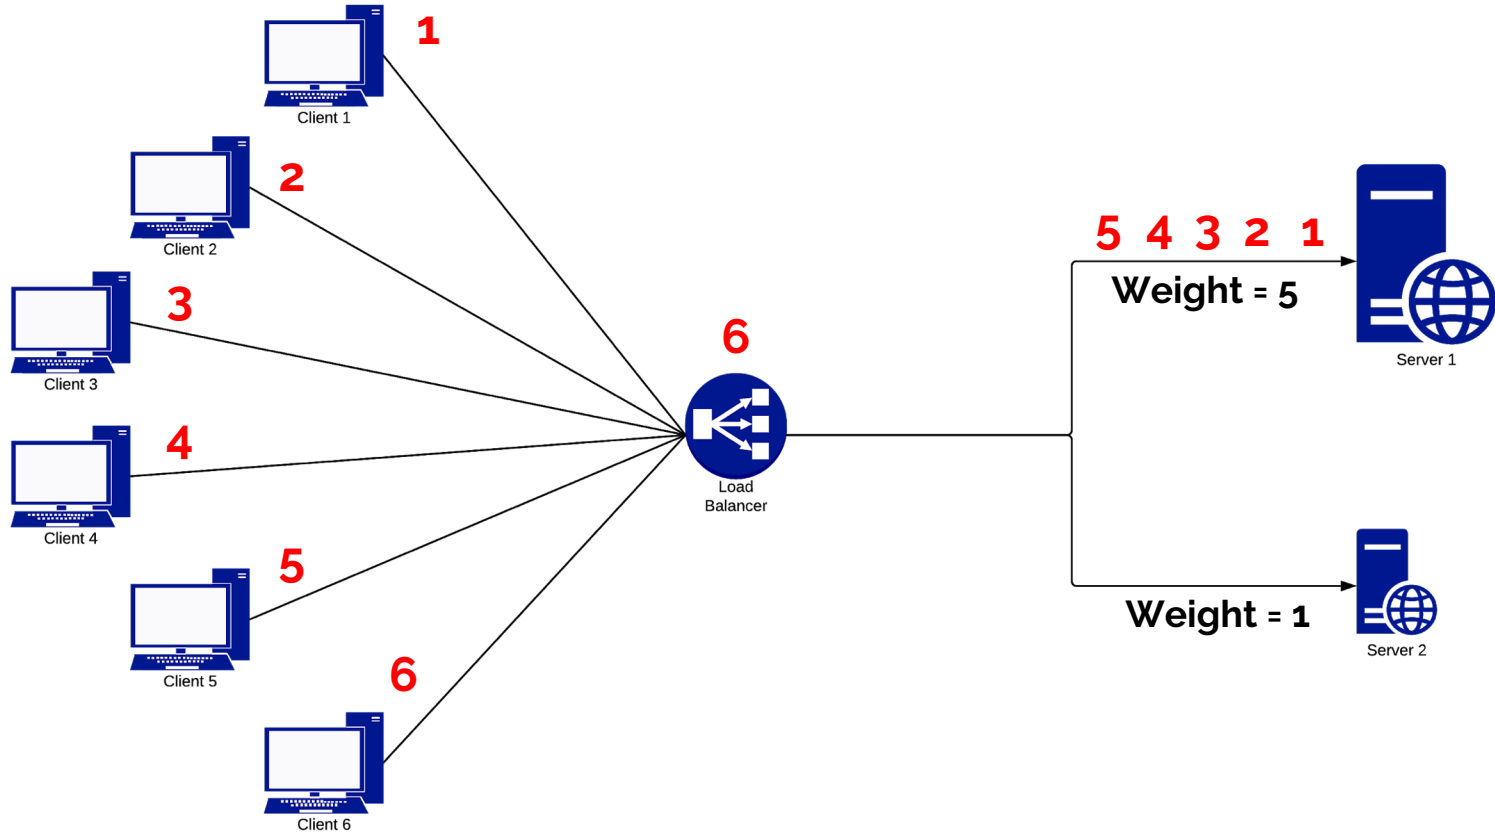 1
Client 1
2
Client 2
3
Client 3
4
Client 4
5
Client 5
6
Client 6
6
Load
Balancer
5 4 3 2 1
Weight = 5
Server 1
Weight = 1
Server 2